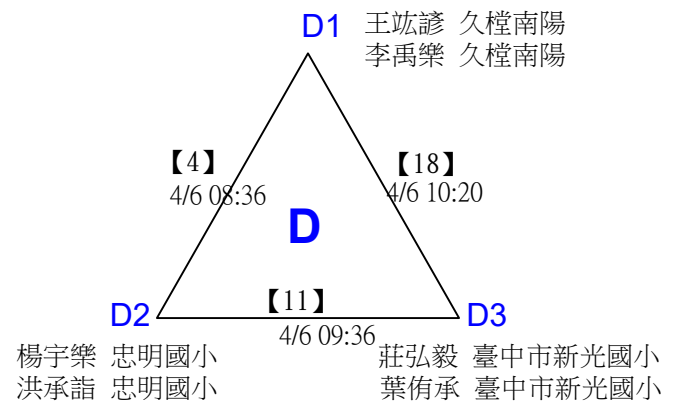 D1 王竑諺 久樘南陽
李禹樂 久樘南陽
【4】
4/6 08:36
【18】
4/6 10:20
D
D2
【11】
4/6 09:36
D3
楊宇樂 忠明國小
洪承詣 忠明國小
莊弘毅 臺中市新光國小
葉侑承 臺中市新光國小